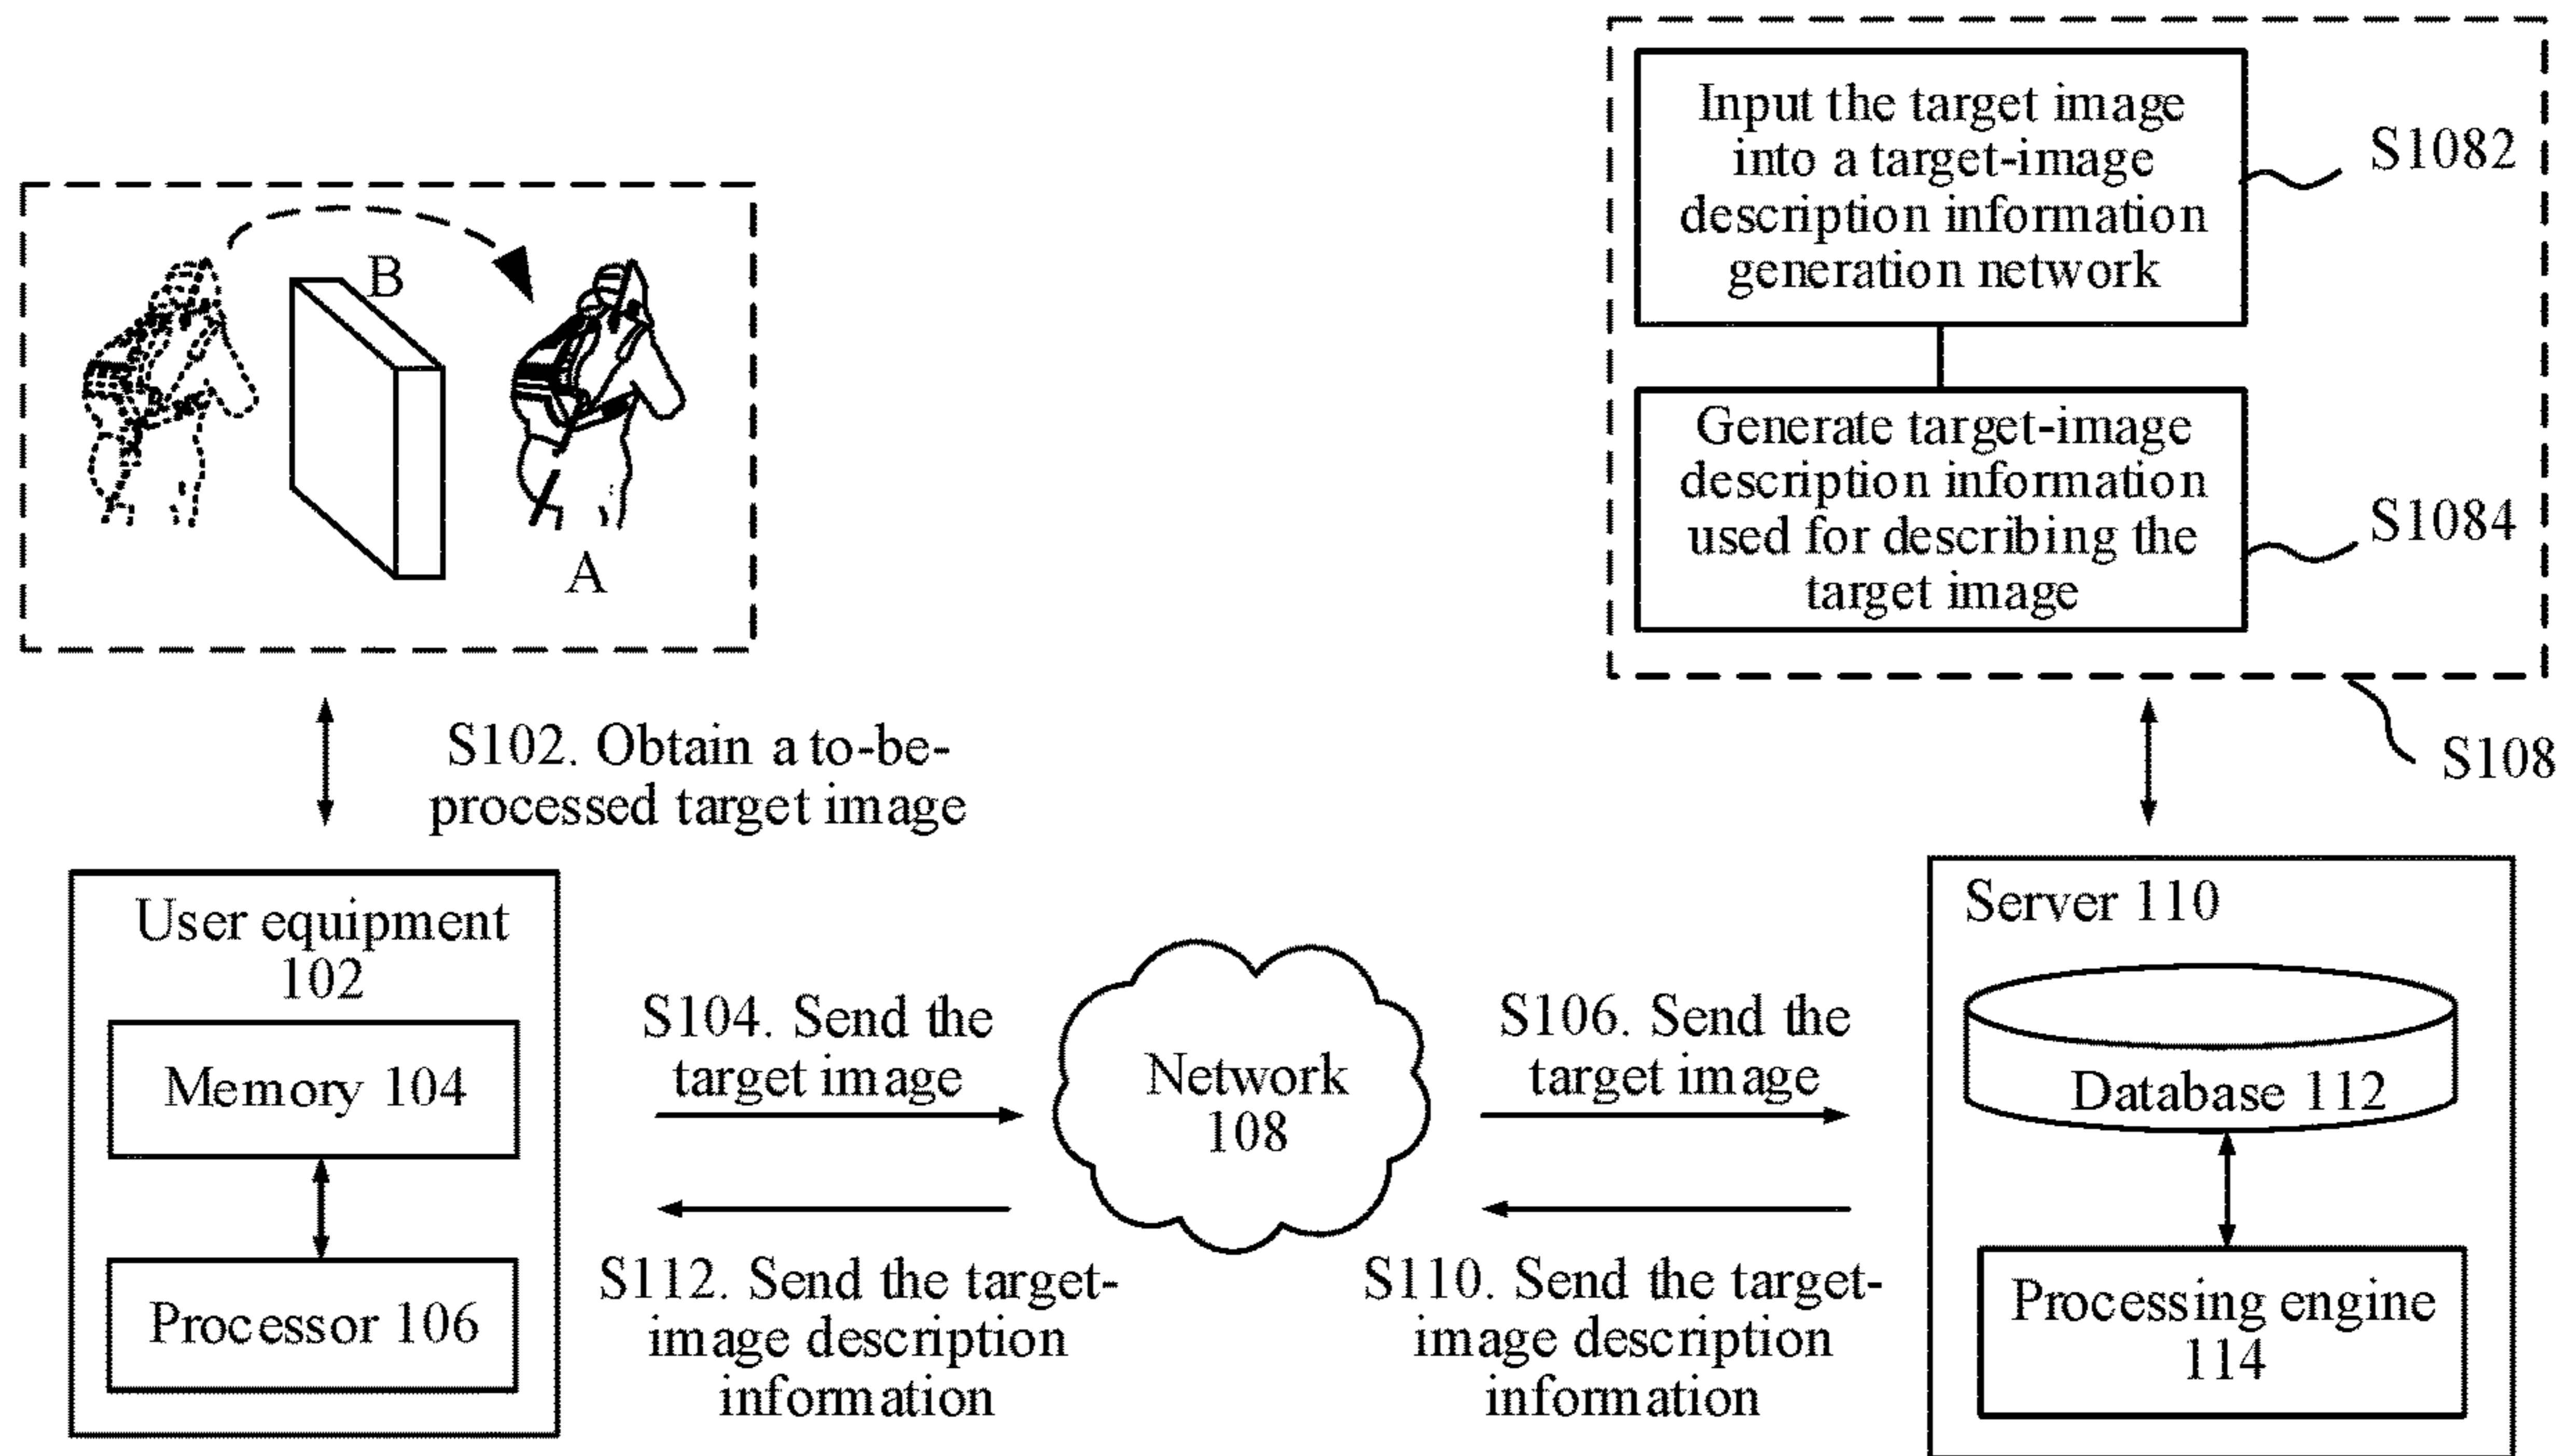 B
A
Input the target image
into a target-image
description information
generation network
S1082
Generate target-image
description information
used for describing the
target image
S1084
S108
S102. Obtain a to-be-
processed target image
User equipment
102
Memory 104
Processor 106
S104. Send the
target image
Network
108
S106. Send the
target image
S112. Send the target-
image description
information
S110. Send the target-
image description
information
Server 110
Database 112
Processing engine
114